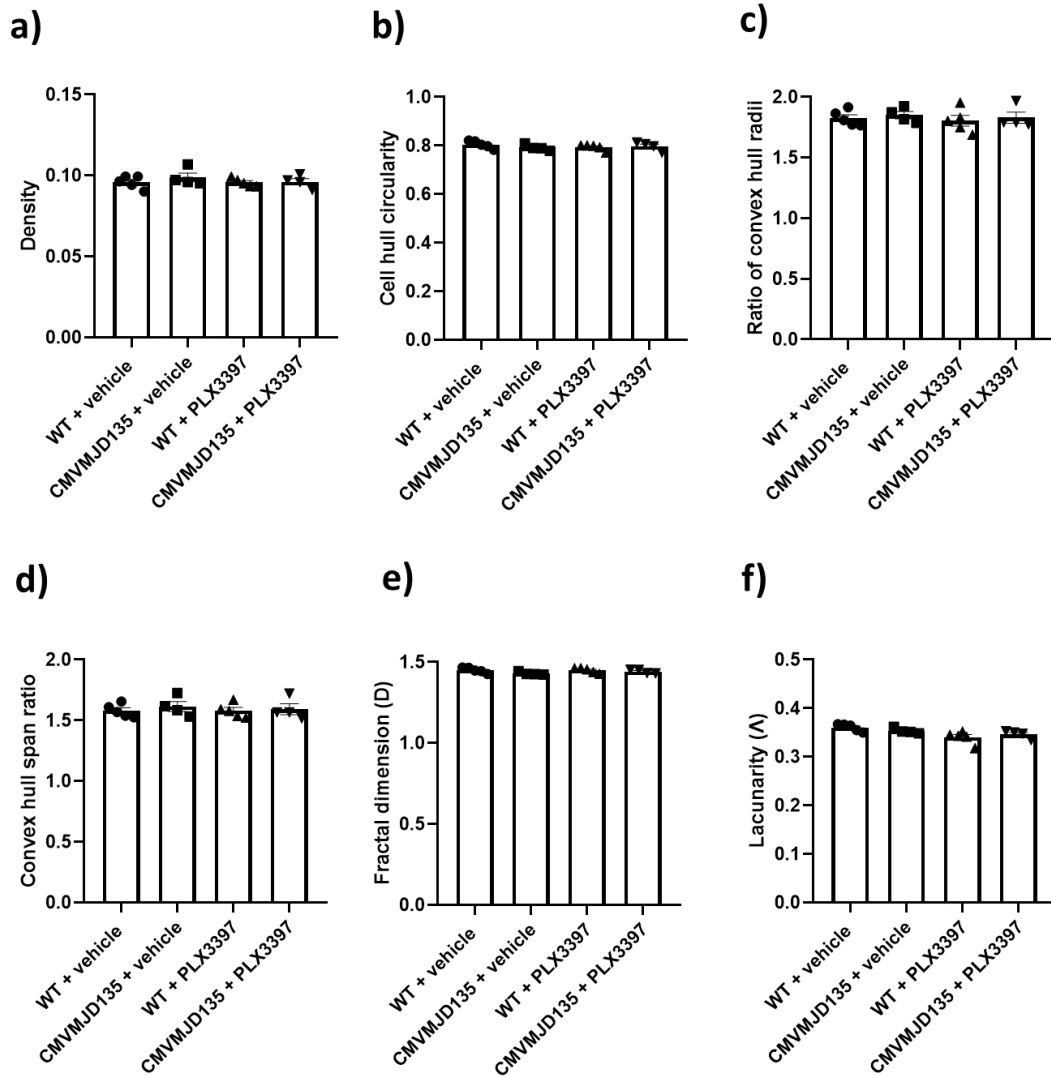 a)
Density
0.15
0.10
0.05
0.00
WT + vehicle
CMVMJD135 + vehicle
WT + PLX3397
CMVMJD135 + PLX3397
b)
Cell hull circularity
1.0
0.8
0.6
0.4
0.2
0.0
WT + vehicle
CMVMJD135 + vehicle
WT + PLX3397
CMVMJD135 + PLX3397
c)
Ratio of convex hull radii
2.0
1.5
1.0
0.5
0.0
WT + vehicle
CMVMJD135 + vehicle
WT + PLX3397
CMVMJD135 + PLX3397
d)
Convex hull span ratio
2.0
1.5
1.0
0.5
0.0
WT + vehicle
CMVMJD135 + vehicle
WT + PLX3397
CMVMJD135 + PLX3397
e)
Fractal dimension (D)
1.5
1.0
0.5
0.0
WT + vehicle
CMVMJD135 + vehicle
WT + PLX3397
CMVMJD135 + PLX3397
f)
Lacunarity (Λ)
0.5
0.4
0.3
0.2
0.1
0.0
WT + vehicle
CMVMJD135 + vehicle
WT + PLX3397
CMVMJD135 + PLX3397